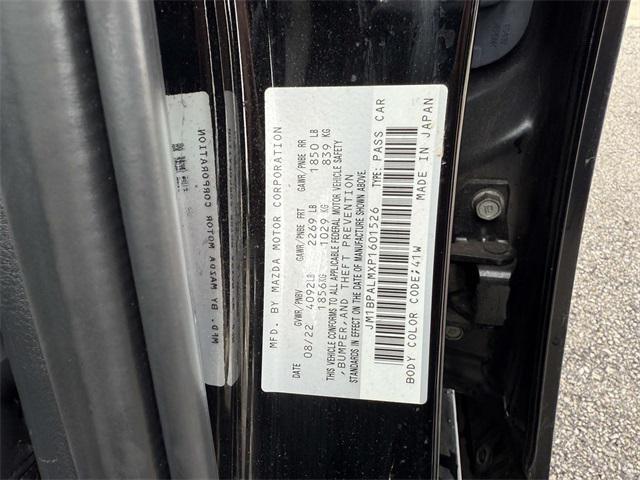 MFD. BY MAZDA MOTOR CORPORATION
DATE GVWR/PNBV GAWR/PNBE FRT GAWR/PNBE RR
08/22 4092LB 2269 LB 1850 LB
1856KG 1029 KG 839 KG
THIS VEHICLE CONFORMS TO ALL APPLICABLE FEDERAL MOTOR VEHICLE SAFETY
,BUMPER,AND THEFT PREVENTION
STANDARDS IN EFFECT ON THE DATE OF MANUFACTURE SHOWN ABOVE.
JM1BPALMXP1601526 TYPE: PASS CAR
BODY COLOR CODE;41W MADE IN JAPAN
MFD. BY MAZDA MOTOR CORPORATION